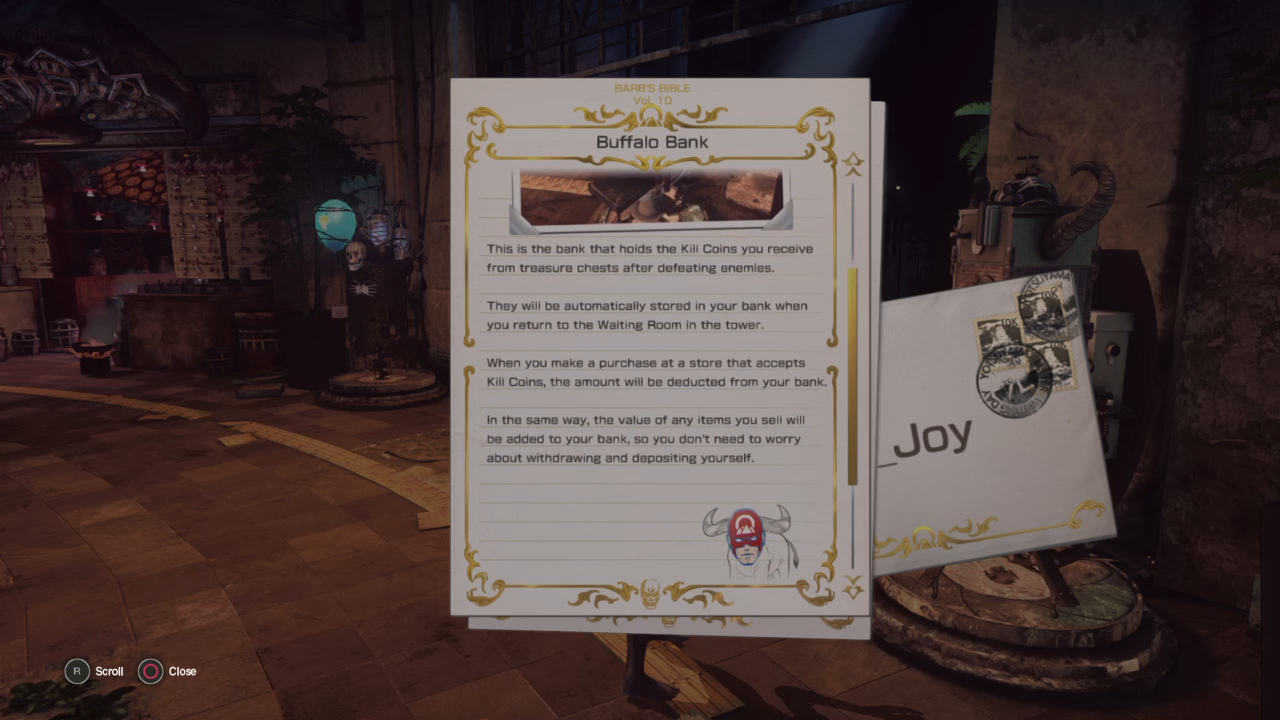 BARB'S BIBLE
Vol. 10
Buffalo Bank
This is the bank that holds the Kill Coins you receive
from treasure chests after defeating enemies.
They will be automatically stored in your bank when
you return to the Waiting Room in the tower.
When you make a purchase at a store that accepts
Kill Coins, the amount will be deducted from your bank.
In the same way, the value of any items you sell will
be added to your bank, so you don't need to worry
about withdrawing and depositing yourself.
_Joy
R Scroll Close